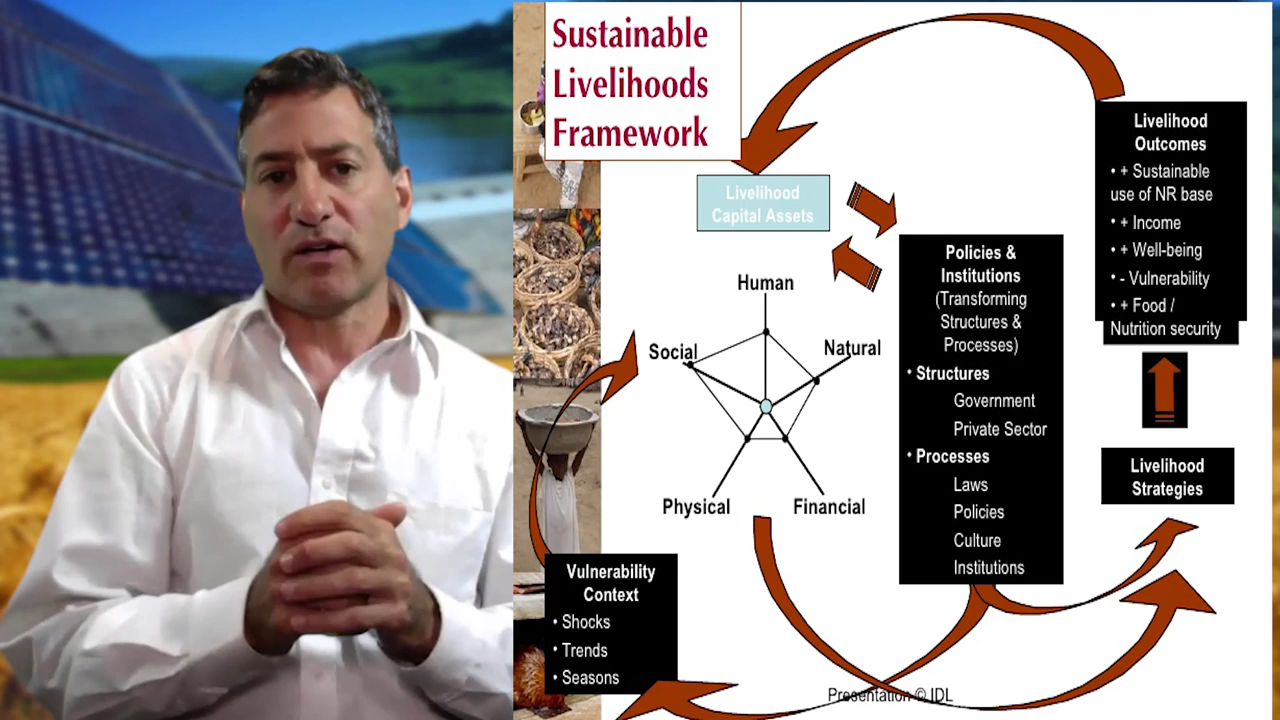 Sustainable
Livelihoods
Framework
Livelihood
Capital Assets
Human
Social
Natural
Physical
Financial
Vulnerability
Context
• Shocks
• Trends
• Seasons
Policies &
Institutions
(Transforming
Structures &
Processes)
• Structures
Government
Private Sector
• Processes
Laws
Policies
Culture
Institutions
Livelihood
Strategies
Livelihood
Outcomes
• + Sustainable
use of NR base
• + Income
• + Well-being
• - Vulnerability
• + Food /
Nutrition security
Presentation © IDL